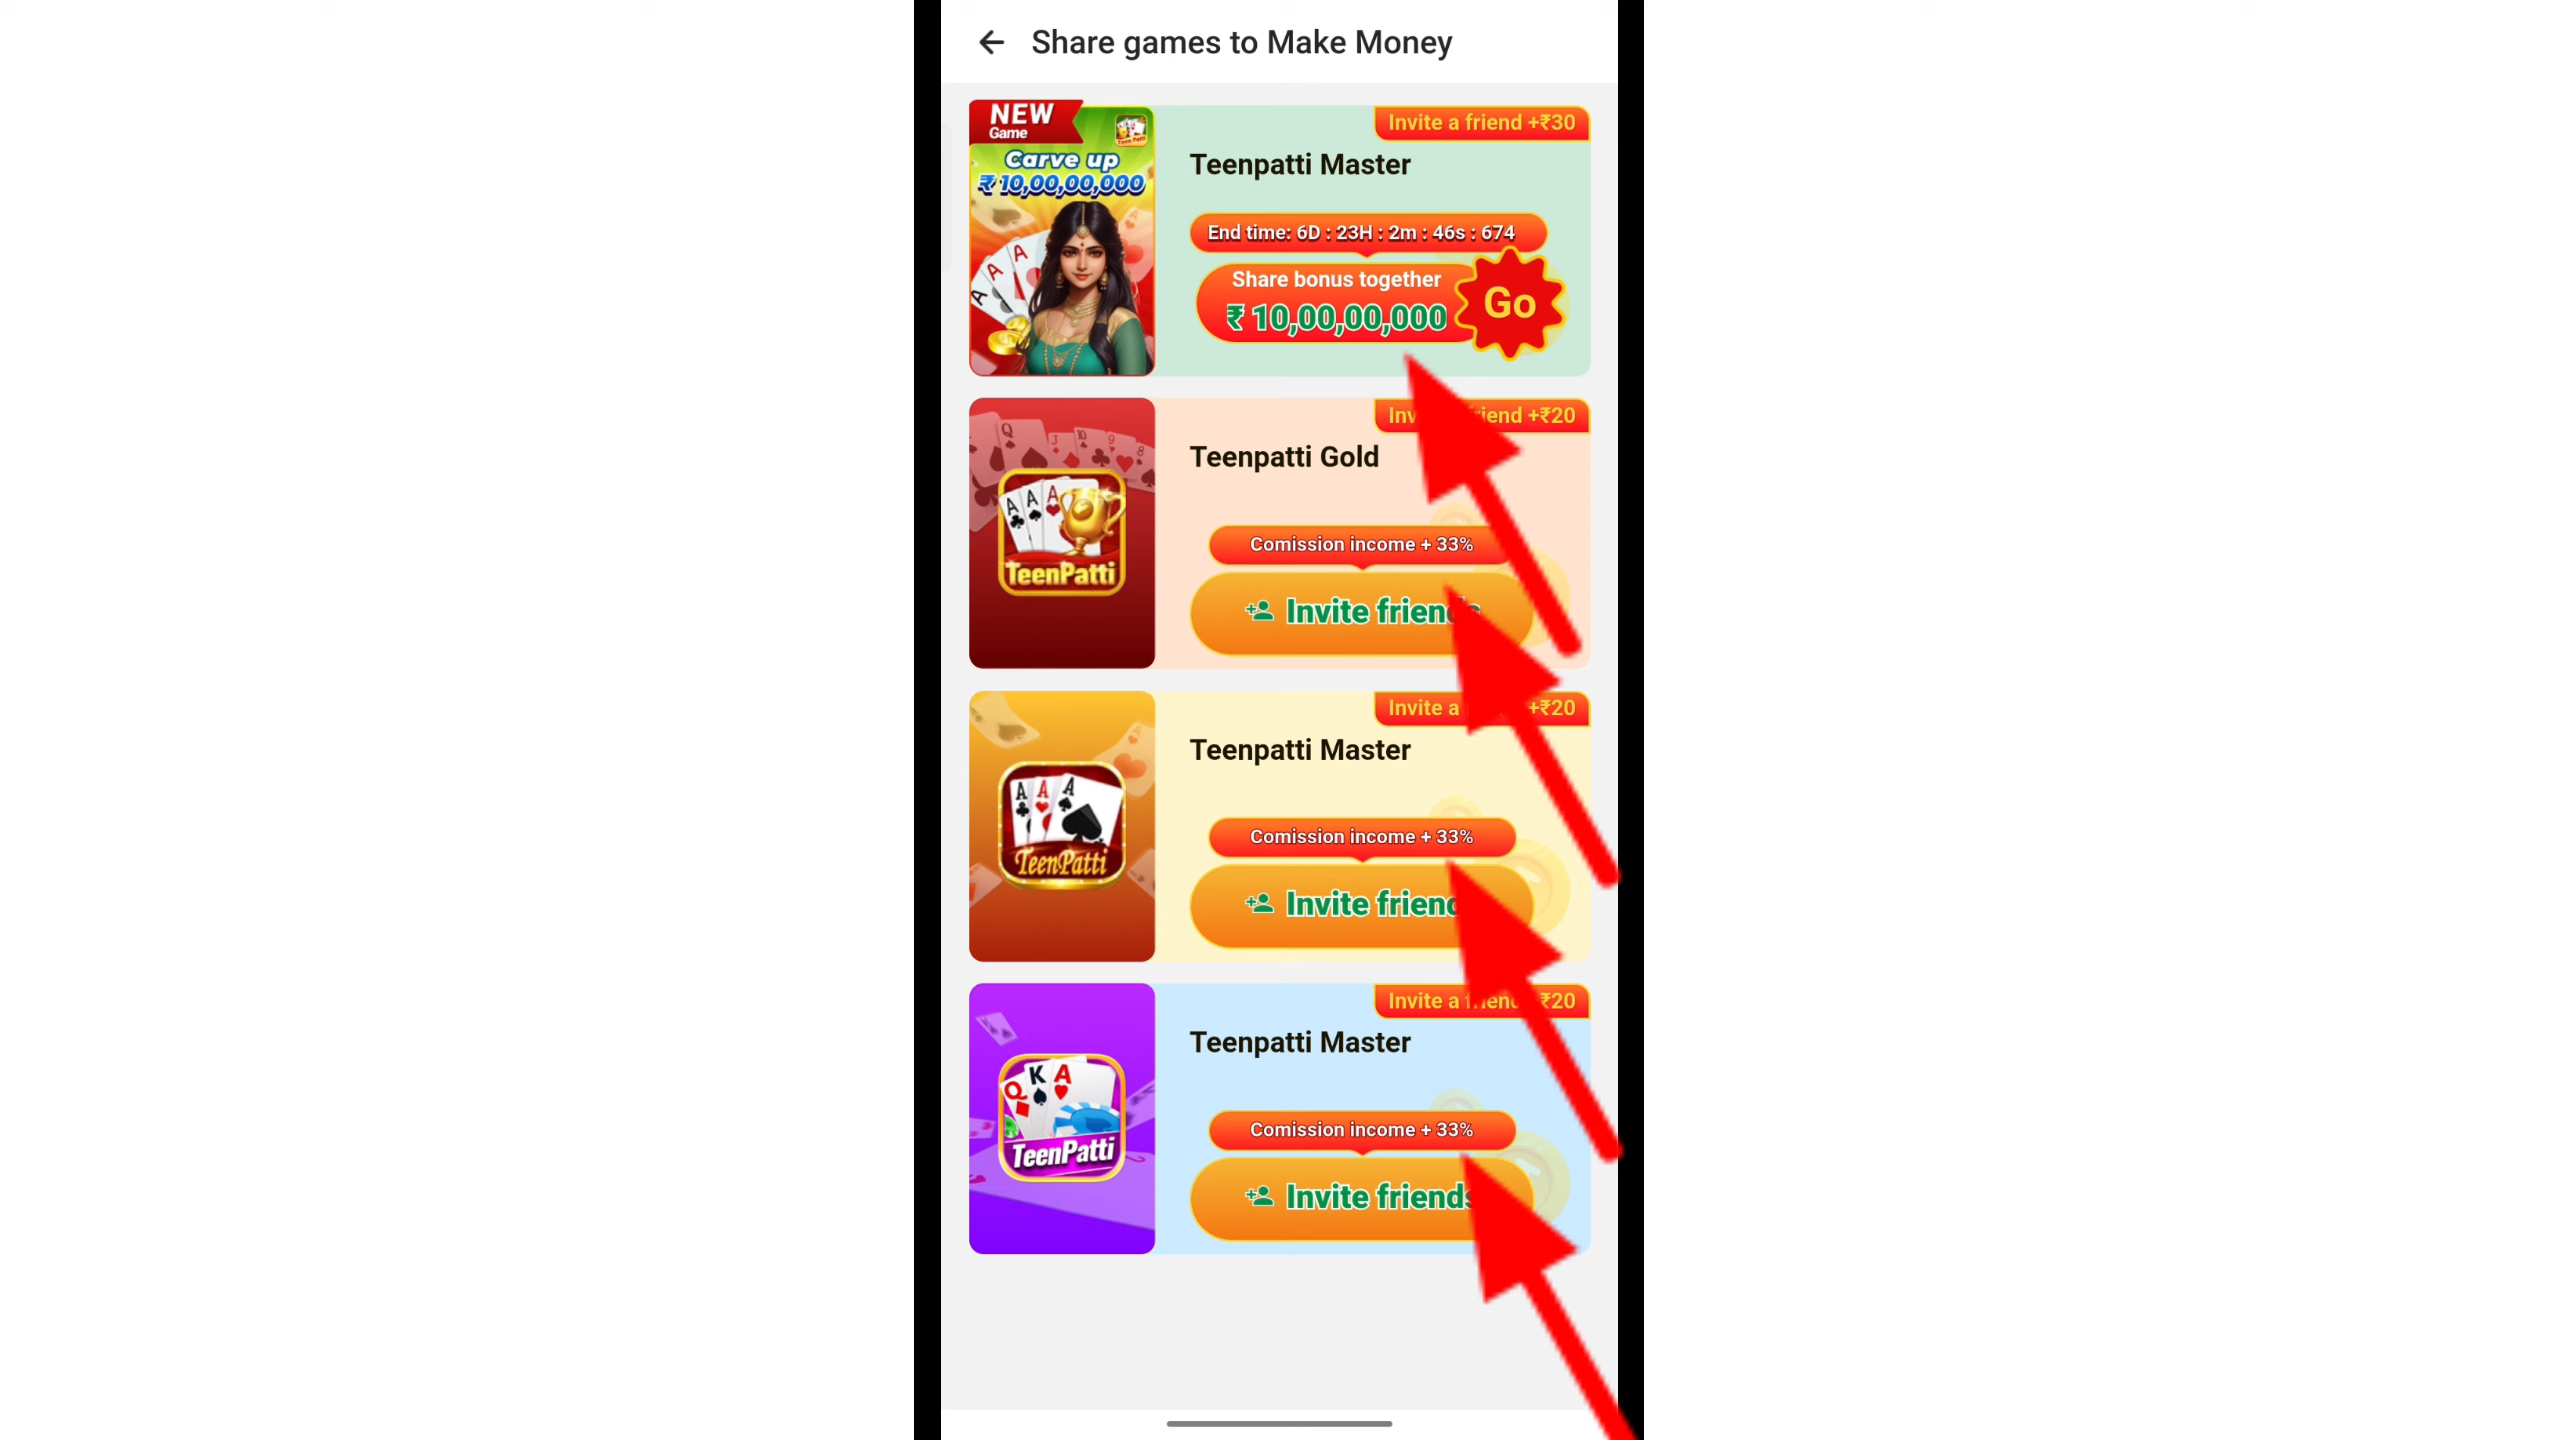 Share games to Make Money
NEW
Game
Carve up
₹10,00,00,000
Teen Patti
Invite a friend +₹30
Teenpatti Master
End time: 6D : 23H : 2m : 46s : 674
Share bonus together
₹ 10,00,00,000
Go
TeenPatti
Invite a friend +₹20
Teenpatti Gold
Comission income + 33%
Invite friends
TeenPatti
Invite a +₹20
Teenpatti Master
Comission income + 33%
Invite friend
TeenPatti
Invite a friend +₹20
Teenpatti Master
Comission income + 33%
Invite friends